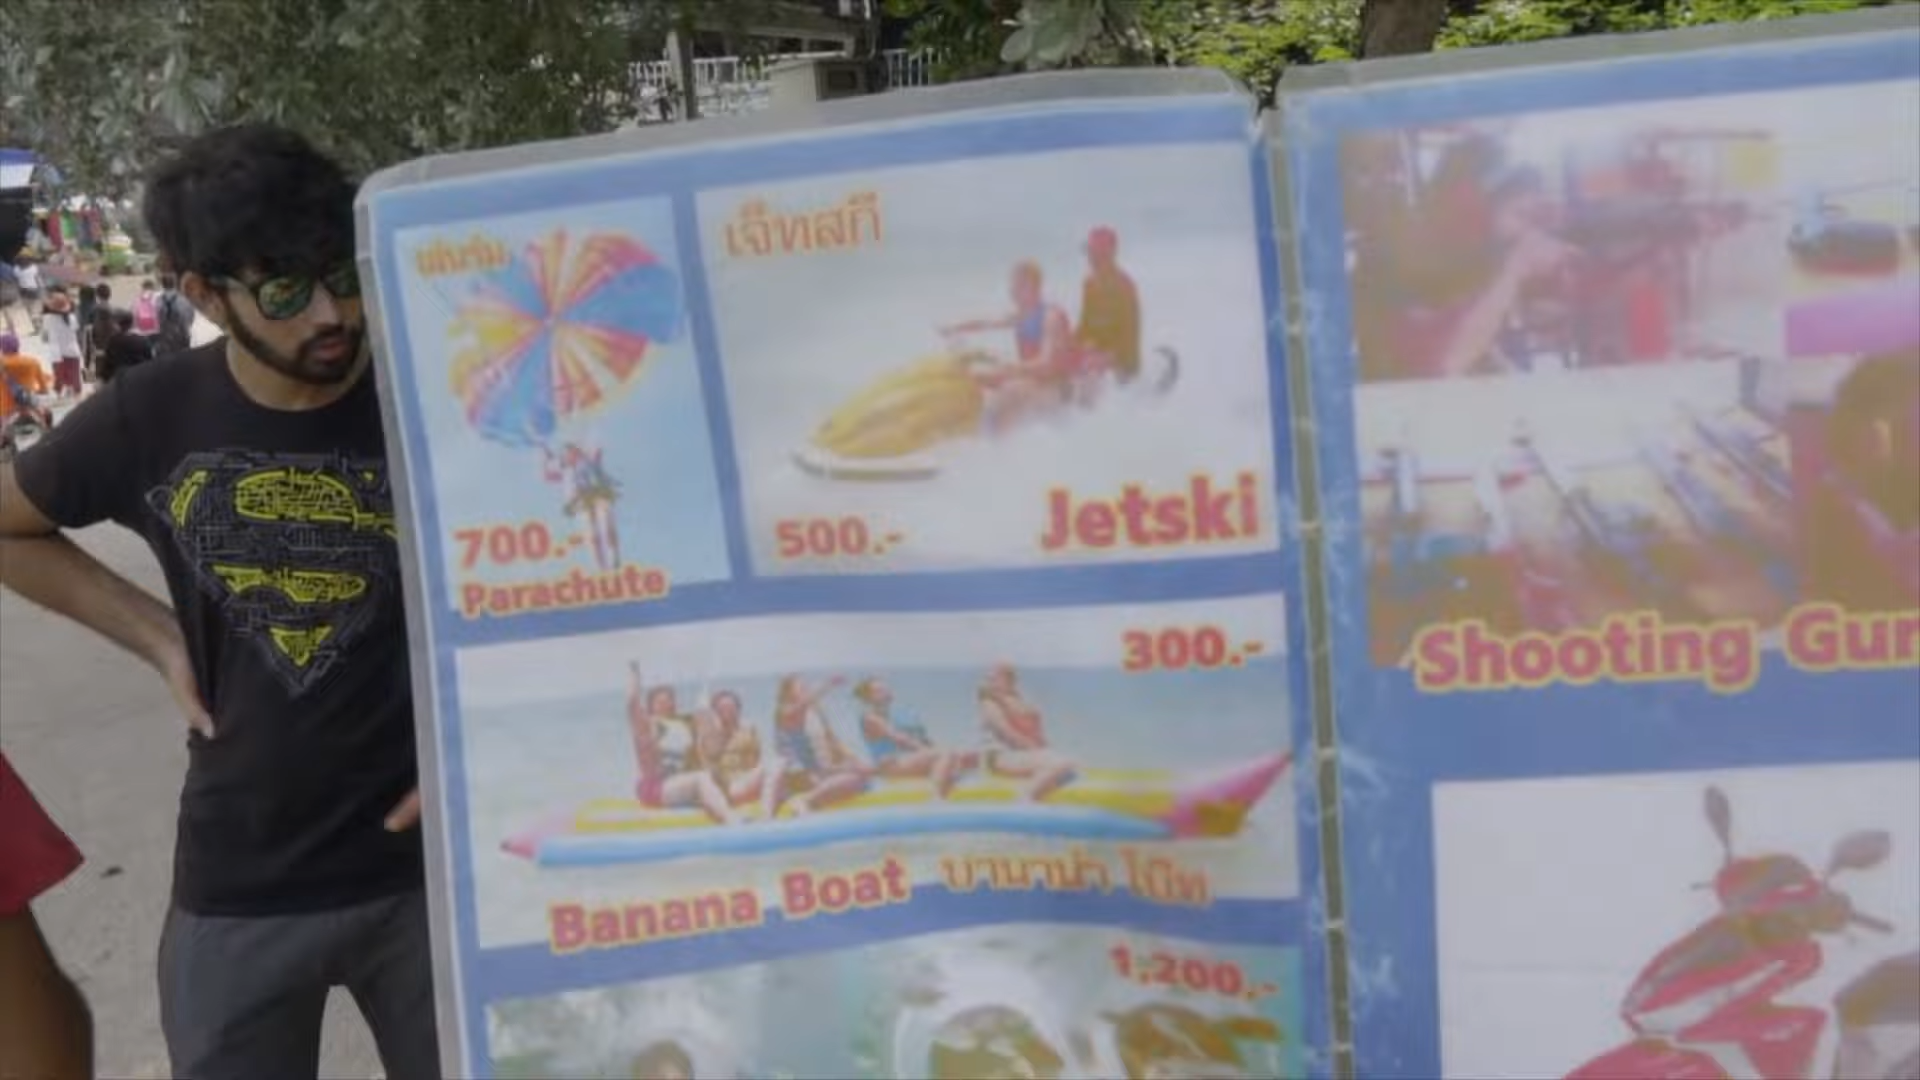 เจ็ทสกี
700.-
Parachute
500.-
Jetski
300.-
Banana Boat บานาน่า โบ๊ท
1,200.-
Shooting Gun